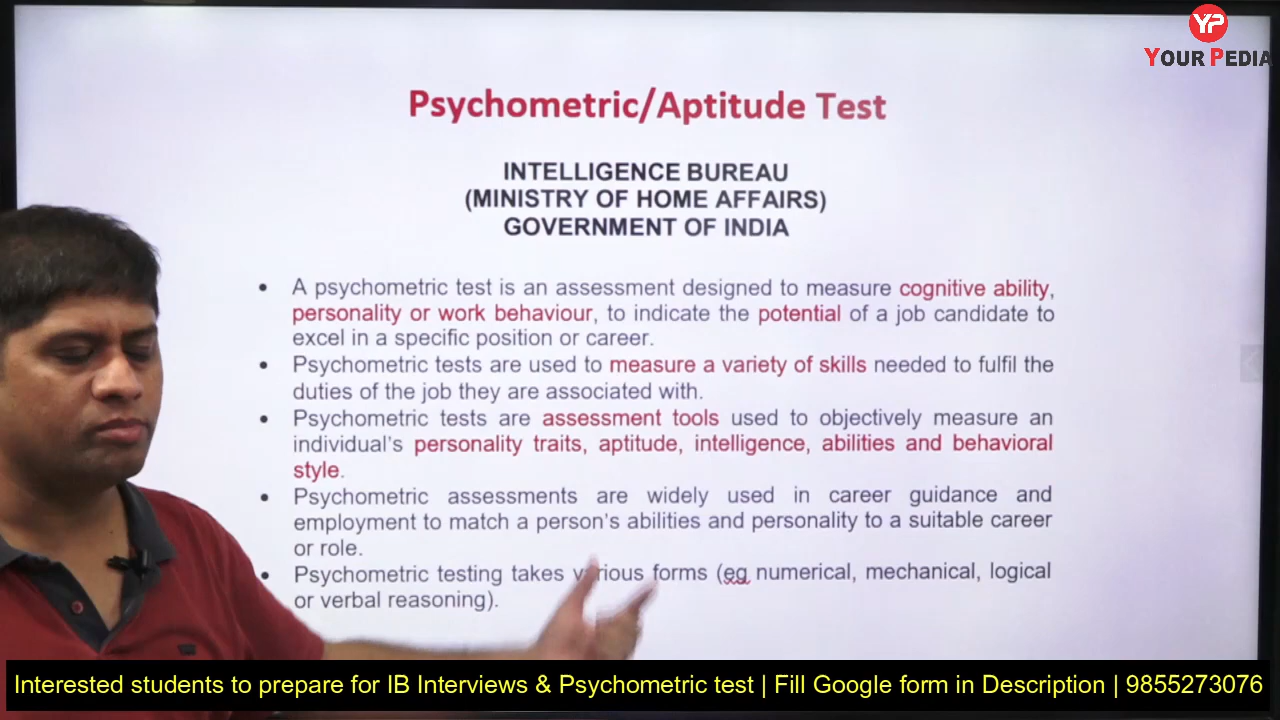 YP
YOUR PEDIA
Psychometric/Aptitude Test
INTELLIGENCE BUREAU
(MINISTRY OF HOME AFFAIRS)
GOVERNMENT OF INDIA
• A psychometric test is an assessment designed to measure cognitive ability,
personality or work behaviour, to indicate the potential of a job candidate to
excel in a specific position or career.
• Psychometric tests are used to measure a variety of skills needed to fulfil the
duties of the job they are associated with.
• Psychometric tests are assessment tools used to objectively measure an
individual's personality traits, aptitude, intelligence, abilities and behavioral
style.
• Psychometric assessments are widely used in career guidance and
employment to match a person's abilities and personality to a suitable career
or role.
• Psychometric testing takes various forms (eg numerical, mechanical, logical
or verbal reasoning).
Interested students to prepare for IB Interviews & Psychometric test | Fill Google form in Description | 9855273076